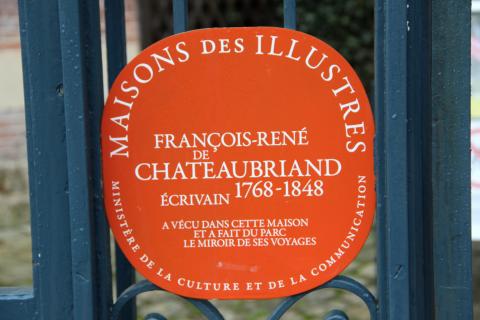 MAISONS DES ILLUSTRES
FRANÇOIS-RENÉ
DE
CHATEAUBRIAND
ÉCRIVAIN 1768-1848
A VÉCU DANS CETTE MAISON
ET A FAIT DU PARC
LE MIROIR DE SES VOYAGES
MINISTÈRE DE LA CULTURE ET DE LA COMMUNICATION